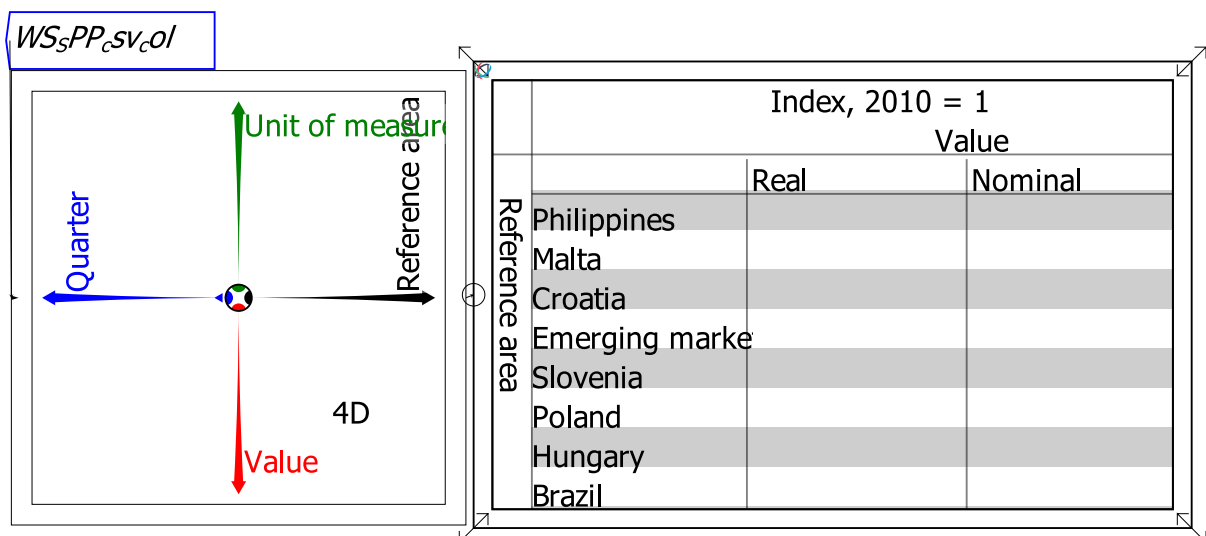 WSSPPcsvcol
Unit of measure
Reference area
Quarter
Value
4D
Index, 2010 = 1
Value
Real Nominal
Reference area
Philippines
Malta
Croatia
Emerging marke
Slovenia
Poland
Hungary
Brazil